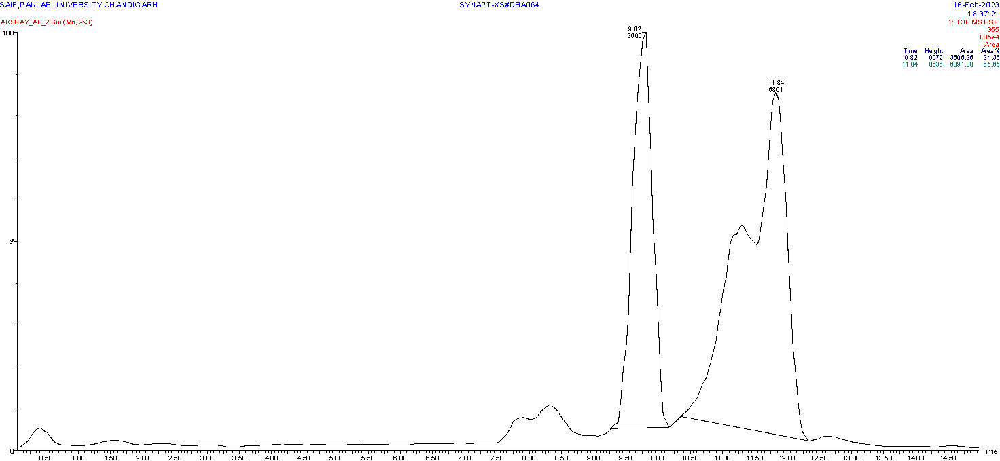 SAIF,PANJAB UNIVERSITY CHANDIGARH
SYNAPT-XS#DBA064
16-Feb-2023
18:37:21
AKSHAY_AF_2 Sm (Mn, 2x3)
1: TOF MS ES+
355
1.05e4
Area
Time Height Area Area %
9.82 9972 3606.36 34.35
11.84 8636 6891.38 65.65
9.82
3606
11.84
6891
100
%
0
0.50 1.00 1.50 2.00 2.50 3.00 3.50 4.00 4.50 5.00 5.50 6.00 6.50 7.00 7.50 8.00 8.50 9.00 9.50 10.00 10.50 11.00 11.50 12.00 12.50 13.00 13.50 14.00 14.50
Time